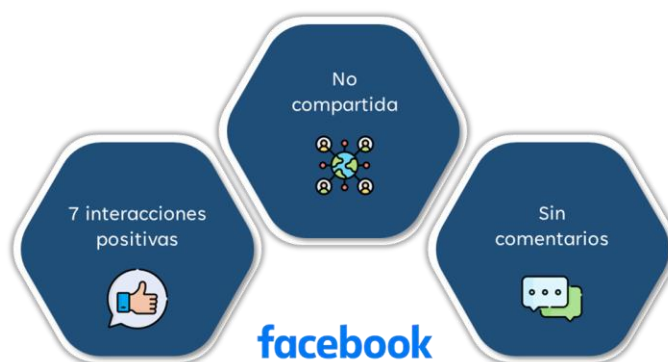 No
compartida
7 interacciones
positivas
Sin
comentarios
facebook